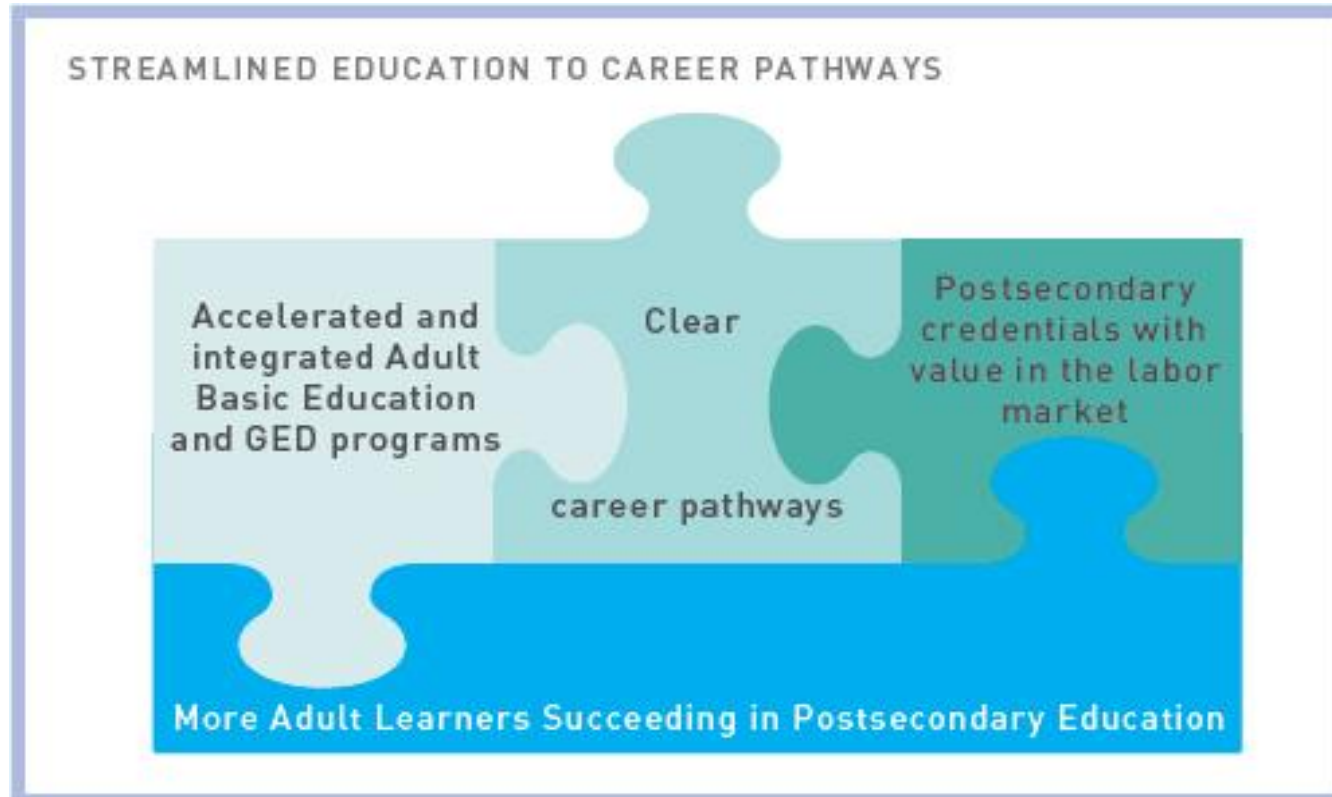 STREAMLINED EDUCATION TO CAREER PATHWAYS
Accelerated and
integrated Adult
Basic Education
and GED programs
Clear
career pathways
Postsecondary
credentials with
value in the labor
market
More Adult Learners Succeeding in Postsecondary Education